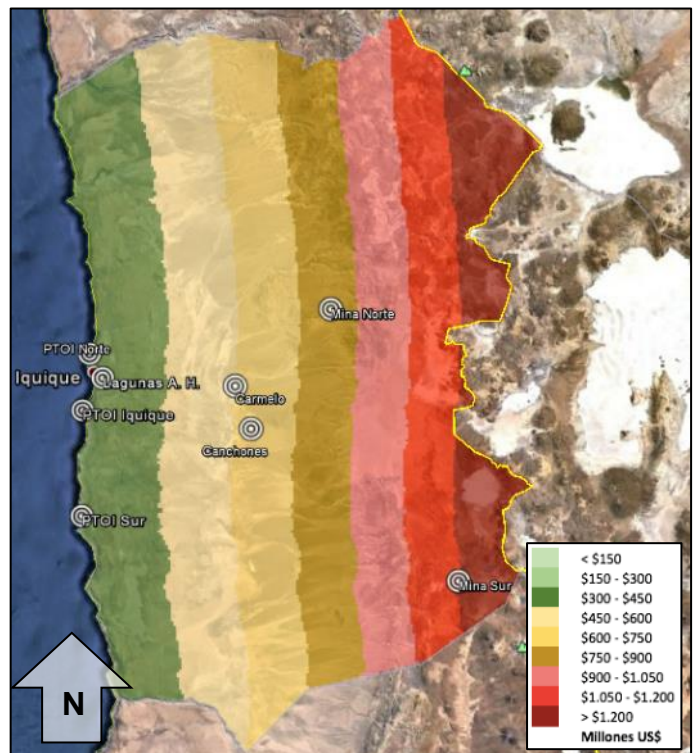 Mina Norte
PTOI Norte
Iquique
Lagunas A. H.
Carmelo
PTOI Iquique
Canchones
PTOI Sur
Mina Sur
N
< $150
$150 - $300
$300 - $450
$450 - $600
$600 - $750
$750 - $900
$900 - $1.050
$1.050 - $1.200
> $1.200
Millones US$